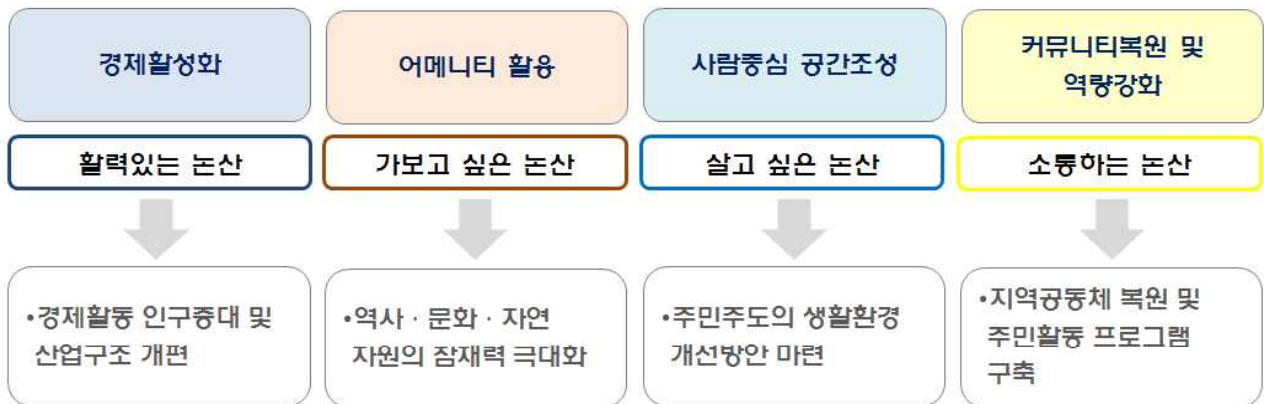 경제활성화
어메니티 활용
사람중심 공간조성
커뮤니티복원 및
역량강화
활력있는 논산
가보고 싶은 논산
살고 싶은 논산
소통하는 논산
•경제활동 인구증대 및
산업구조 개편
•역사 · 문화 · 자연
자원의 잠재력 극대화
•주민주도의 생활환경
개선방안 마련
•지역공동체 복원 및
주민활동 프로그램
구축